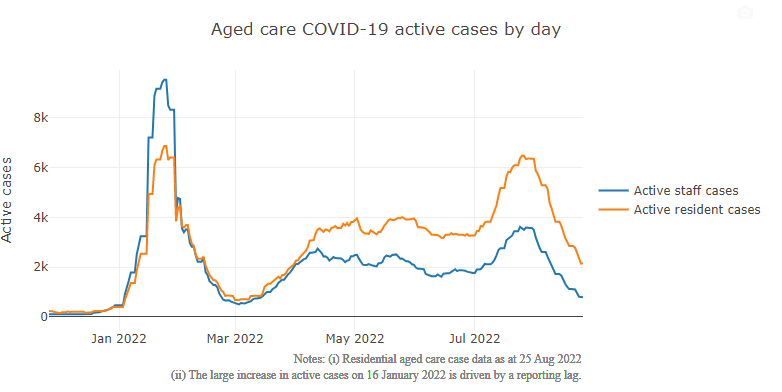 Aged care COVID-19 active cases by day
Active cases
8k
6k
4k
2k
0
Jan 2022
Mar 2022
May 2022
Jul 2022
Active staff cases
Active resident cases
Notes: (i) Residential aged care case data as at 25 Aug 2022
(ii) The large increase in active cases on 16 January 2022 is driven by a reporting lag.